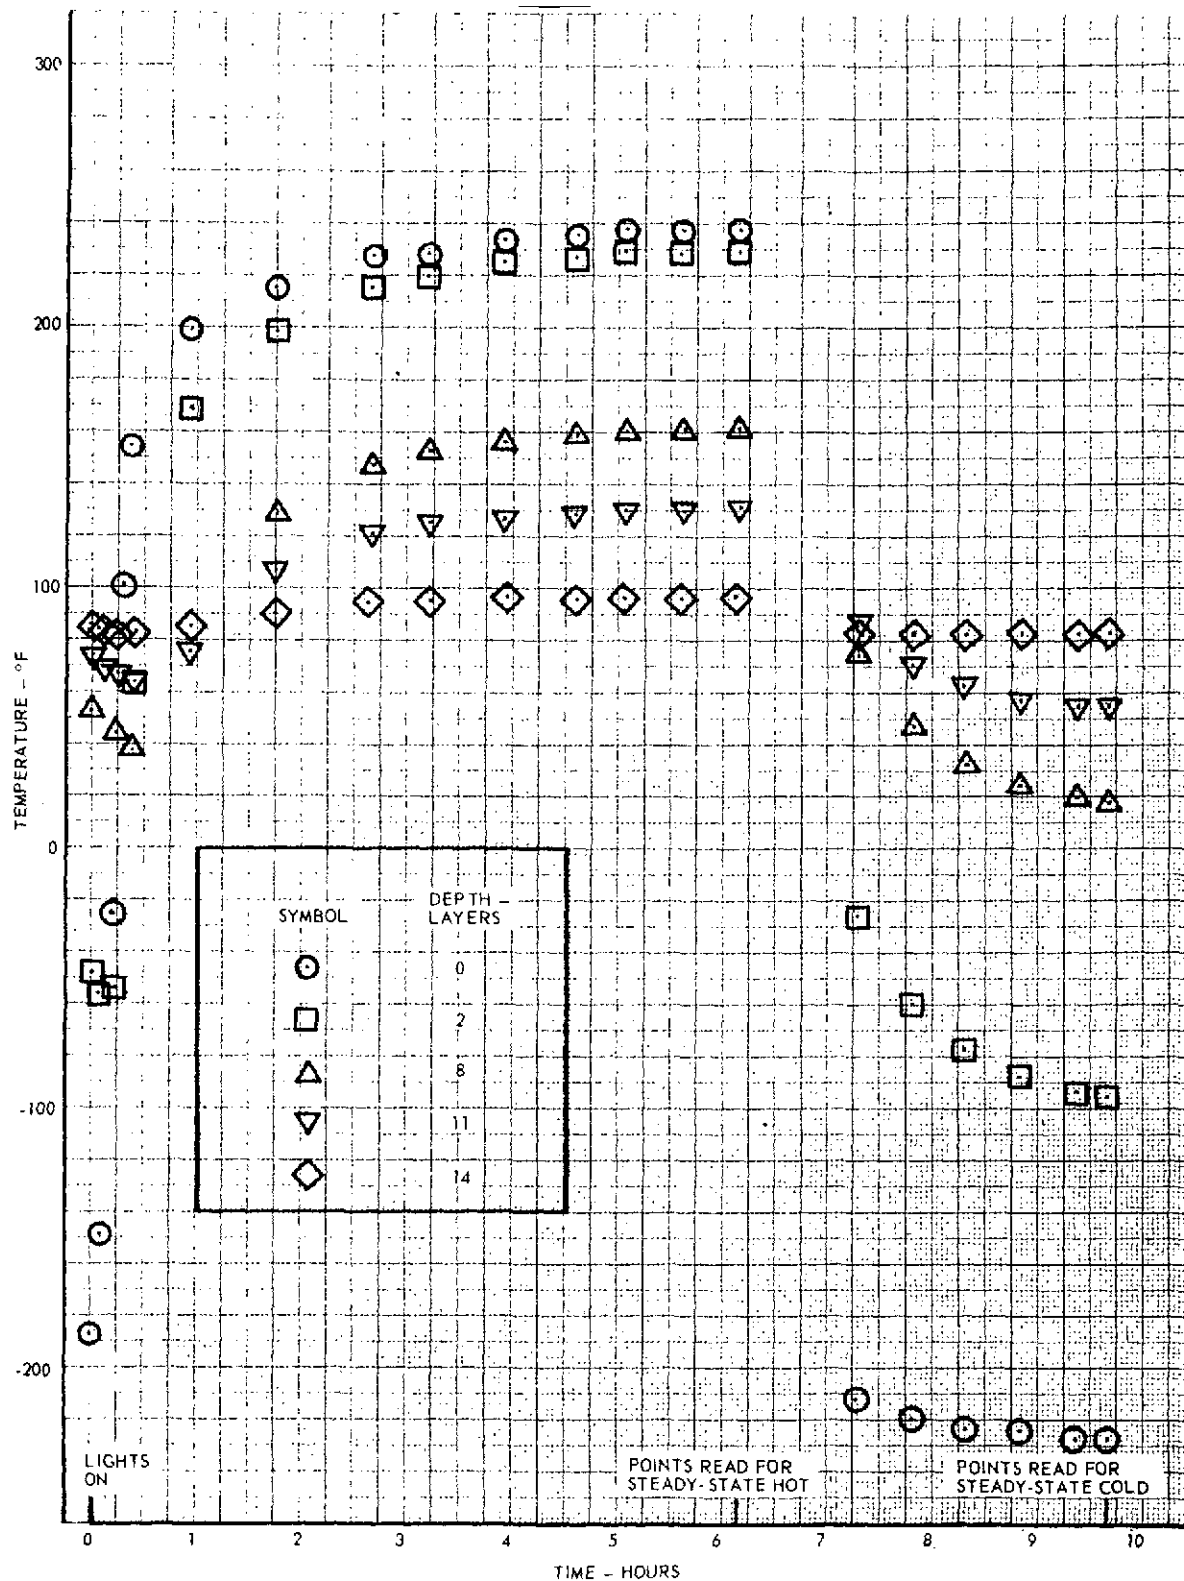 300
200
100
0
-100
-200
TEMPERATURE - °F
SYMBOL
DEPTH -
LAYERS
0
2
8
11
14
LIGHTS
ON
POINTS READ FOR
STEADY-STATE HOT
POINTS READ FOR
STEADY-STATE COLD
0 1 2 3 4 5 6 7 8 9 10
TIME - HOURS